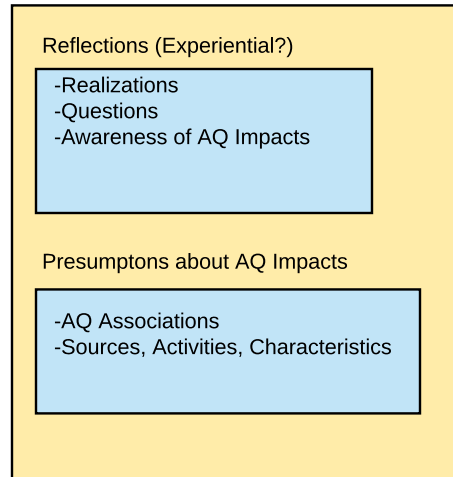 Reflections (Experiential?)
-Realizations
-Questions
-Awareness of AQ Impacts
Presumptons about AQ Impacts
-AQ Associations
-Sources, Activities, Characteristics